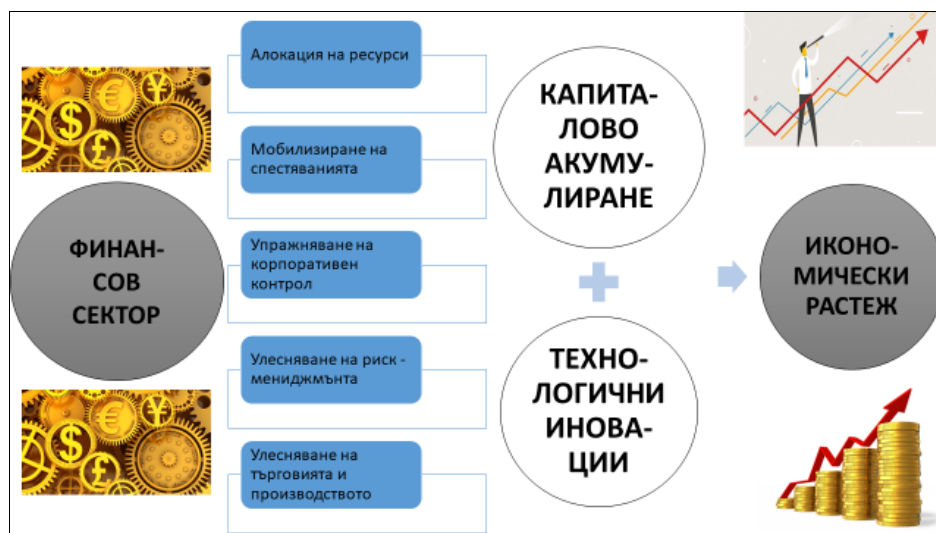 ФИНАН-
СОВ
СЕКТОР
Алокация на ресурси
Мобилизиране на
спестяванията
Упражняване на
корпоративен
контрол
Улесняване на риск -
мениджмънта
Улесняване на
търговията и
производството
КАПИТА-
ЛОВО
АКУМУ-
ЛИРАНЕ
ТЕХНО-
ЛОГИЧНИ
ИНОВА-
ЦИИ
ИКОНО-
МИЧЕСКИ
РАСТЕЖ